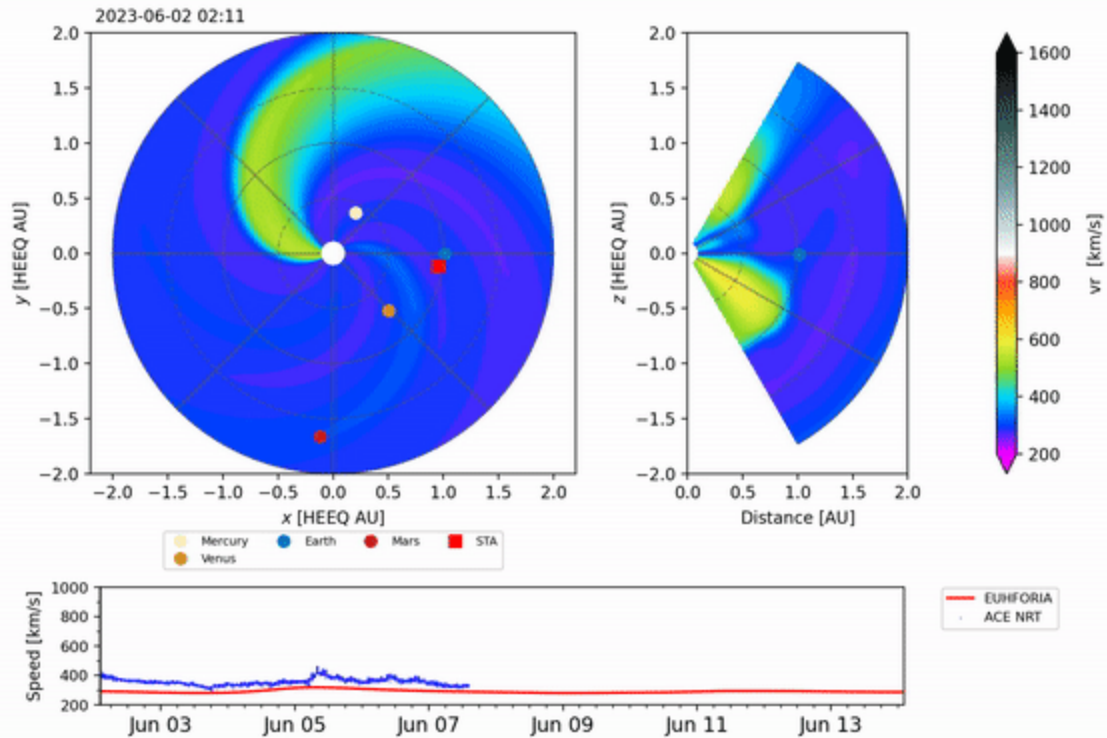 2023-06-02 02:11
2.0
1.5
1.0
0.5
0.0
−0.5
−1.0
−1.5
−2.0
y [HEEQ AU]
−2.0 −1.5 −1.0 −0.5 0.0 0.5 1.0 1.5 2.0
x [HEEQ AU]
2.0
1.5
1.0
0.5
0.0
−0.5
−1.0
−1.5
−2.0
z [HEEQ AU]
0.0 0.5 1.0 1.5 2.0
Distance [AU]
1600
1400
1200
1000
800
600
400
200
vr [km/s]
Mercury Earth Mars STA
Venus
1000
800
600
400
200
Speed [km/s]
Jun 03 Jun 05 Jun 07 Jun 09 Jun 11 Jun 13
EUHFORIA
ACE NRT